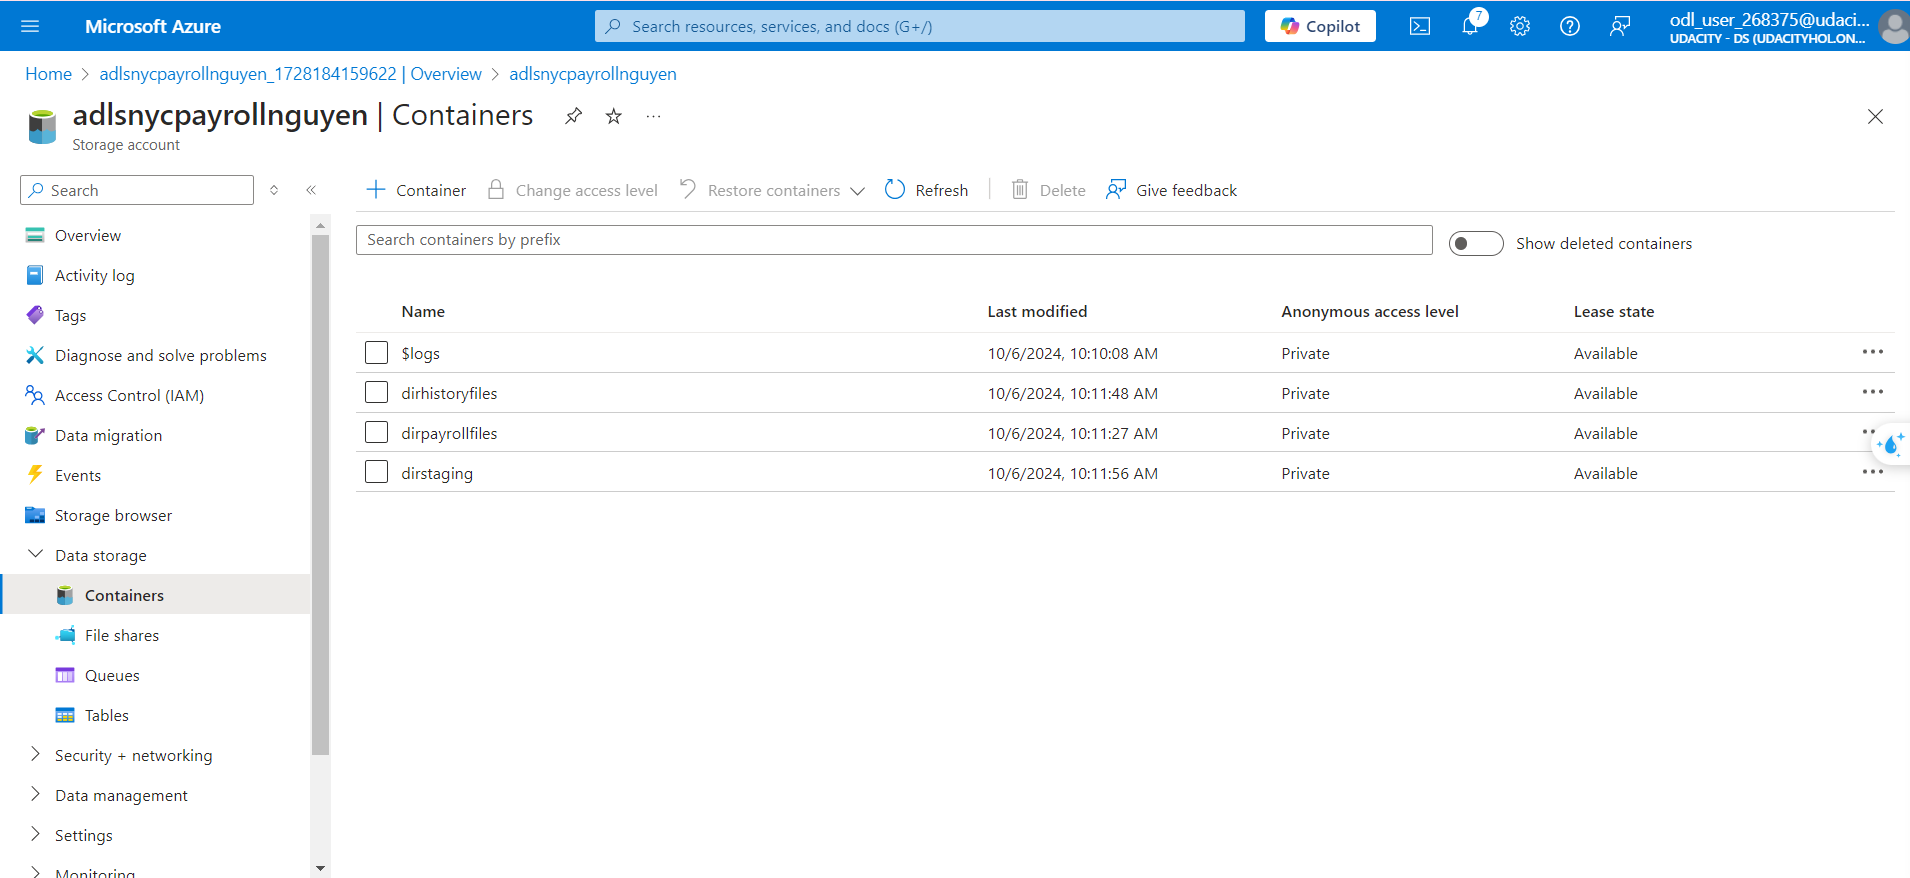 Microsoft Azure
Search resources, services, and docs (G+/)
Copilot
7
odl_user_268375@udaci...
UDACITY - DS (UDACITYHOL.ON...
Home > adlsnycpayrollnguyen_1728184159622 | Overview > adlsnycpayrollnguyen
adlsnycpayrollnguyen | Containers
Storage account
Search
Container
Change access level
Restore containers
Refresh
Delete
Give feedback
Overview
Activity log
Tags
Diagnose and solve problems
Access Control (IAM)
Data migration
Events
Storage browser
Data storage
Containers
File shares
Queues
Tables
Security + networking
Data management
Settings
Monitoring
Search containers by prefix
Show deleted containers
Name Last modified Anonymous access level Lease state
$logs 10/6/2024, 10:10:08 AM Private Available
dirhistoryfiles 10/6/2024, 10:11:48 AM Private Available
dirpayrollfiles 10/6/2024, 10:11:27 AM Private Available
dirstaging 10/6/2024, 10:11:56 AM Private Available